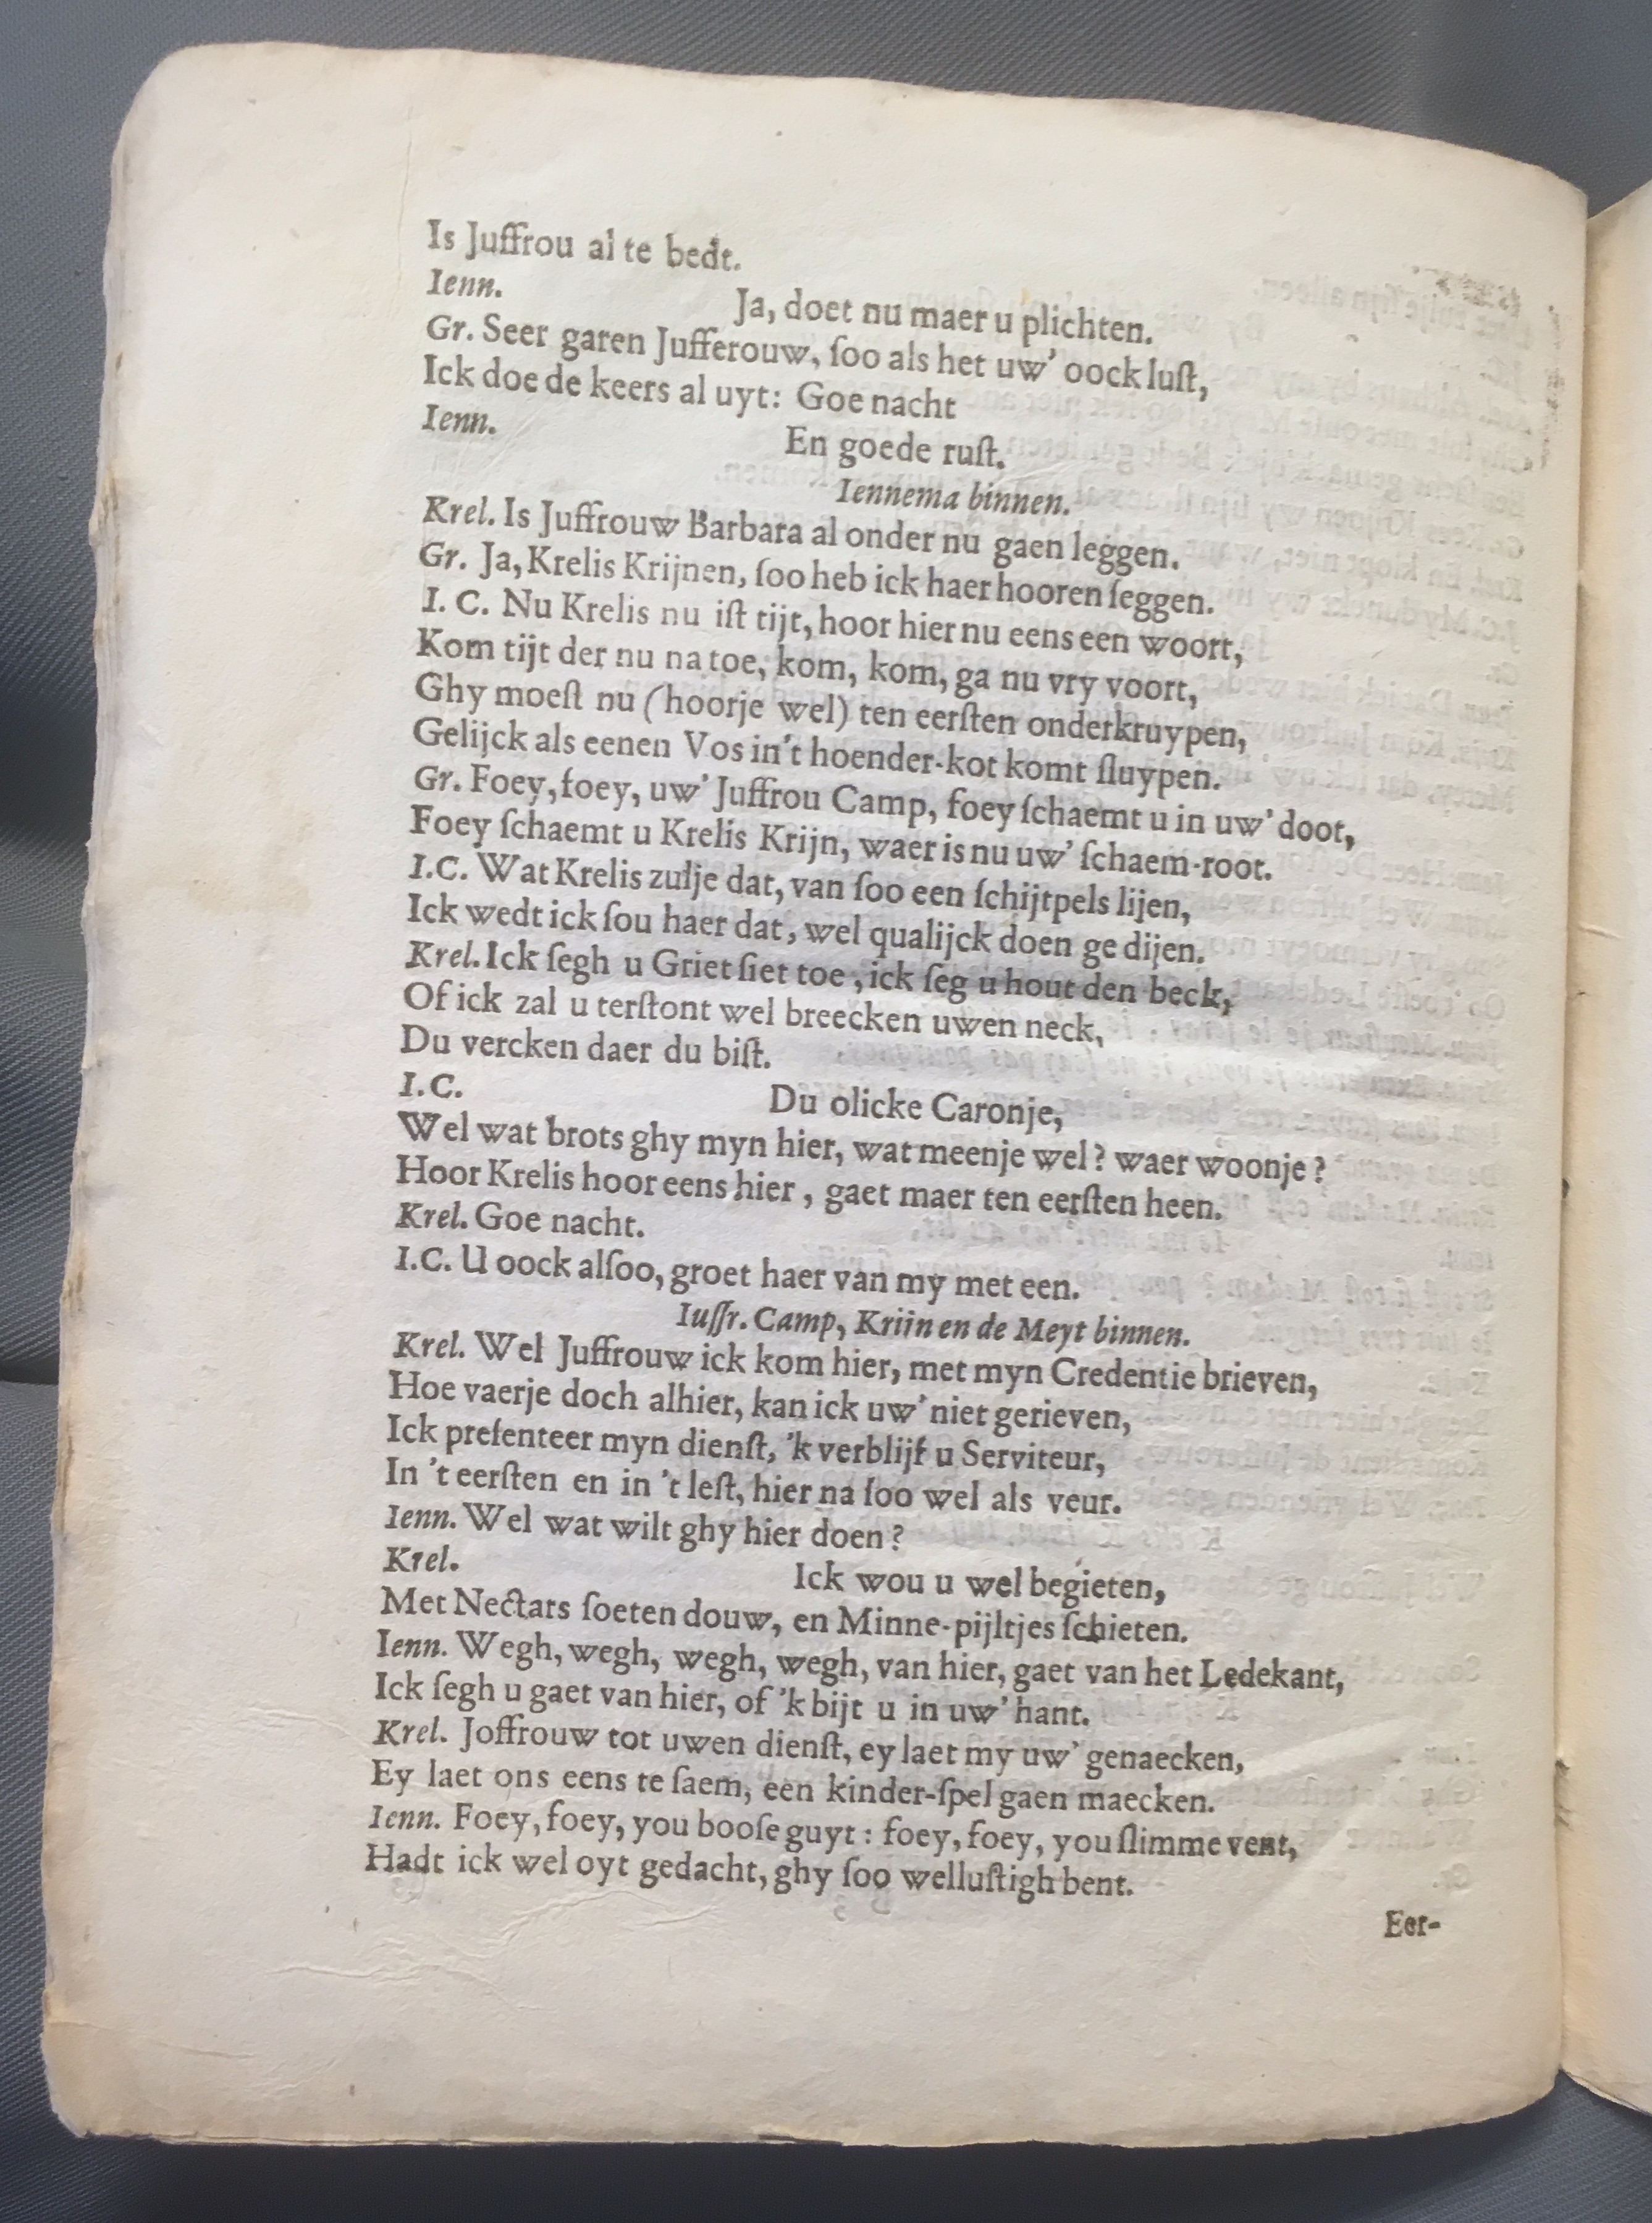 Is Juffrou al te bedt.
Ienn. Ja, doet nu maer u plichten.
Gr. Seer garen Jufferouw, ſoo als het uw' oock luſt,
Ick doe de keers al uyt: Goe nacht
Ienn. En goede ruſt.
Iennema binnen.
Krel. Is Juffrouw Barbara al onder nu gaen leggen.
Gr. Ja, Krelis Krijnen, ſoo heb ick haer hooren ſeggen.
I. C. Nu Krelis nu iſt tijt, hoor hier nu eens een woort,
Kom tijt der nu na toe, kom, kom, ga nu vry voort,
Ghy moeſt nu (hoorje wel) ten eerſten onderkruypen,
Gelijck als eenen Vos in't hoender-kot komt ſluypen.
Gr. Foey, foey, uw' Juffrou Camp, foey ſchaemt u in uw' doot,
Foey ſchaemt u Krelis Krijn, waer is nu uw' ſchaem-root.
I.C. Wat Krelis zulje dat, van ſoo een ſchijtpels lijen,
Ick wedt ick ſou haer dat, wel qualijck doen ge dijen.
Krel. Ick ſegh u Griet ſiet toe, ick ſeg u hout den beck,
Of ick zal u terſtont wel breecken uwen neck,
Du vercken daer du biſt.
I.C. Du olicke Caronje,
Wel wat brots ghy myn hier, wat meenje wel? waer woonje?
Hoor Krelis hoor eens hier, gaet maer ten eerſten heen.
Krel. Goe nacht.
I.C. U oock alſoo, groet haer van my met een.
Iuſſr. Camp, Kriin en de Meyt binnen.
Krel. Wel Juffrouw ick kom hier, met myn Credentie brieven,
Hoe vaerje doch alhier, kan ick uw' niet gerieven,
Ick preſenteer myn dienſt, 'k verblijf u Serviteur,
In 't eerſten en in 't leſt, hier na ſoo wel als veur.
Ienn. Wel wat wilt ghy hier doen?
Krel. Ick wou u wel begieten,
Met Nectars ſoeten douw, en Minne-pijltjes ſchieten.
Ienn. Wegh, wegh, wegh, wegh, van hier, gaet van het Ledekant,
Ick ſegh u gaet van hier, of 'k bijt u in uw' hant.
Krel. Joffrouw tot uwen dienſt, ey laet my uw' genaecken,
Ey laet ons eens te ſaem, een kinder-ſpel gaen maecken.
Ienn. Foey, foey, you booſe guyt: foey, foey, you ſlimme vent,
Hadt ick wel oyt gedacht, ghy ſoo welluſtigh bent.
Eer-